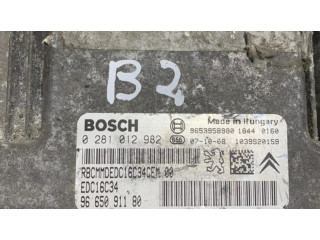 B2
BOSCH
Made in Hungary
9653958980 1844 0160
0 281 012 982
07-10-08 1039S20159
RBCMMDEDC16C34CEM.00
EDC16C34
96 650 911 80